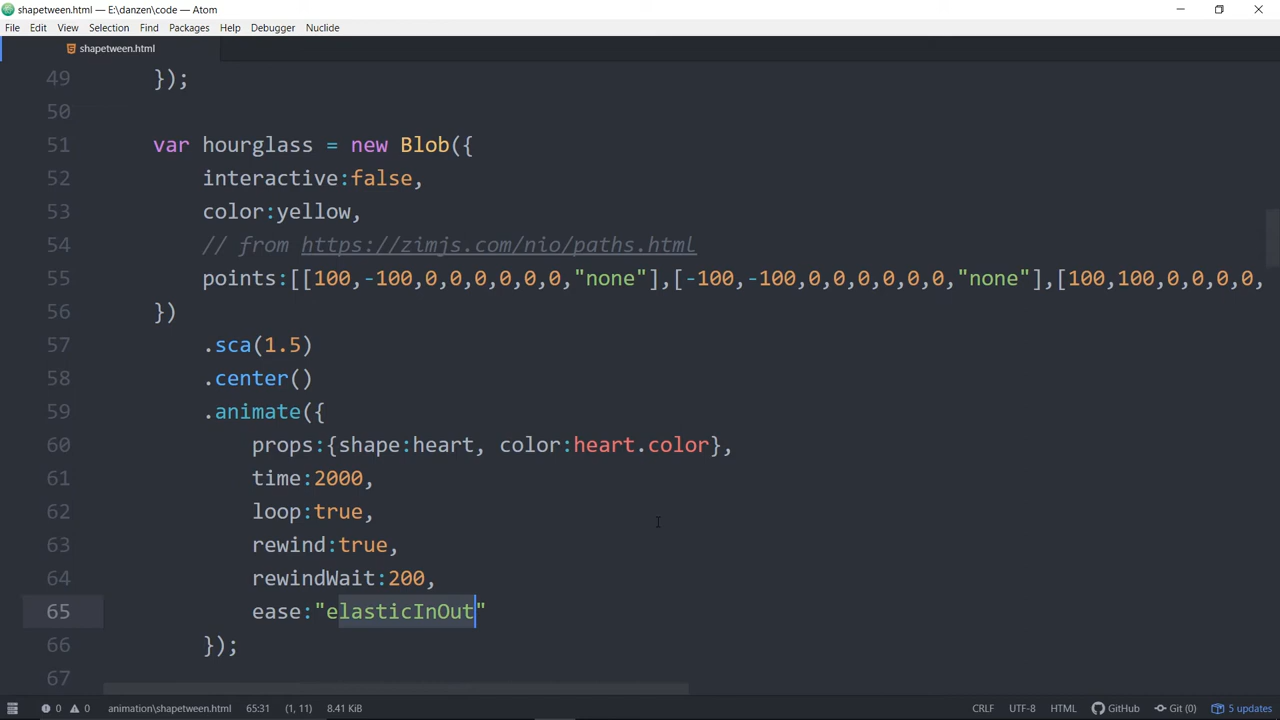 shapetween.html — E:\danzen\code — Atom
File Edit View Selection Find Packages Help Debugger Nuclide
shapetween.html
49 });
50
51 var hourglass = new Blob({
52 interactive:false,
53 color:yellow,
54 // from https://zimjs.com/nio/paths.html
55 points:[[100,-100,0,0,0,0,0,0,"none"],[-100,-100,0,0,0,0,0,0,"none"],[100,100,0,0,0,0,
56 })
57 .sca(1.5)
58 .center()
59 .animate({
60 props:{shape:heart, color:heart.color},
61 time:2000,
62 loop:true,
63 rewind:true,
64 rewindWait:200,
65 ease:"elasticInOut"
66 });
67
0 0 animation\shapetween.html 65:31 (1, 11) 8.41 KiB CRLF UTF-8 HTML GitHub Git (0) 5 updates